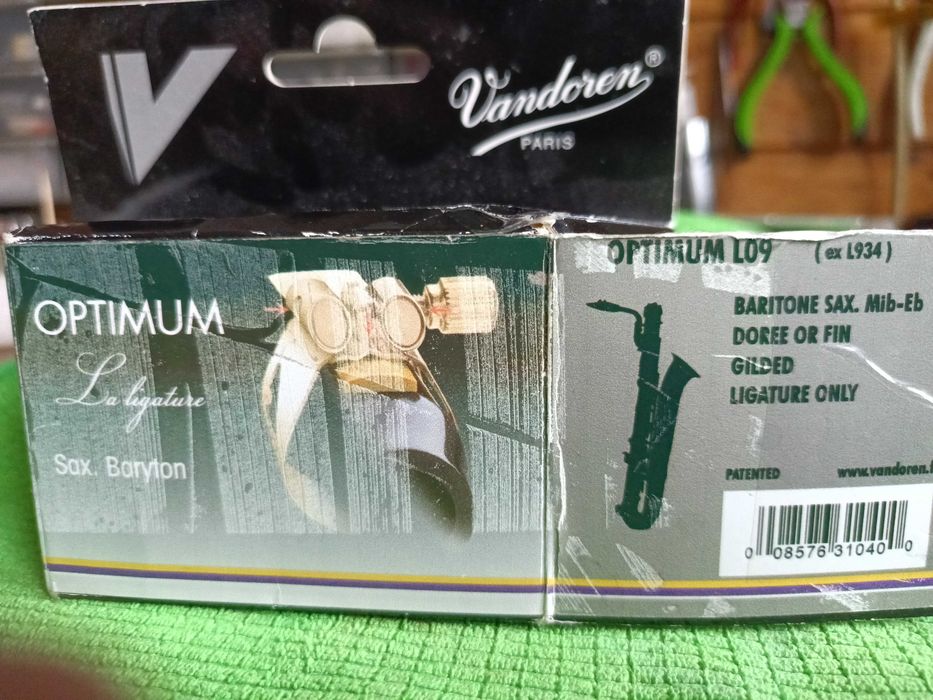 V
Vandoren®
PARIS
OPTIMUM
La ligature
Sax. Baryton
OPTIMUM L09 (ex L934)
BARITONE SAX. Mib-Eb
DOREE OR FIN
GILDED
LIGATURE ONLY
PATENTED www.vandoren.f
0 08576 31040 0